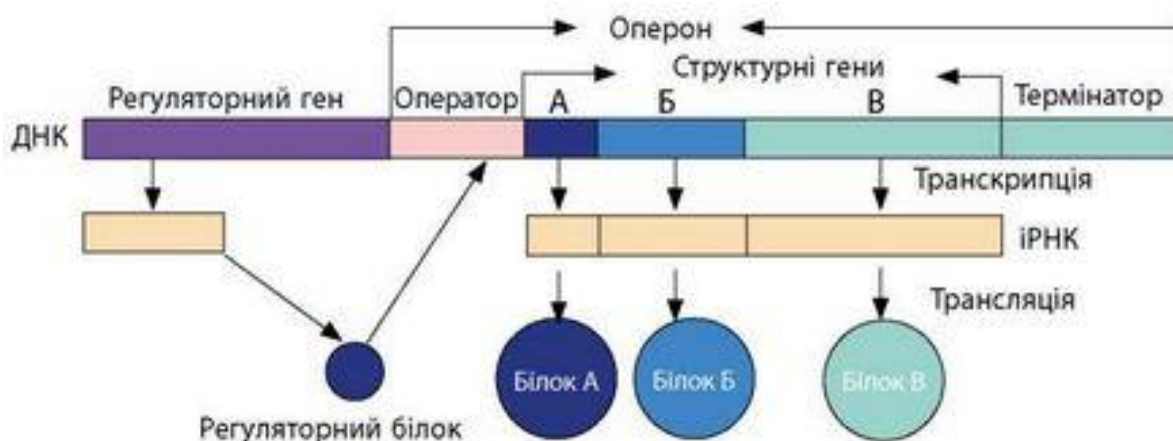 Оперон
Структурні гени
Регуляторний ген
Оператор
А
Б
В
Термінатор
ДНК
Транскрипція
іРНК
Трансляція
Білок А
Білок Б
Білок В
Регуляторний білок